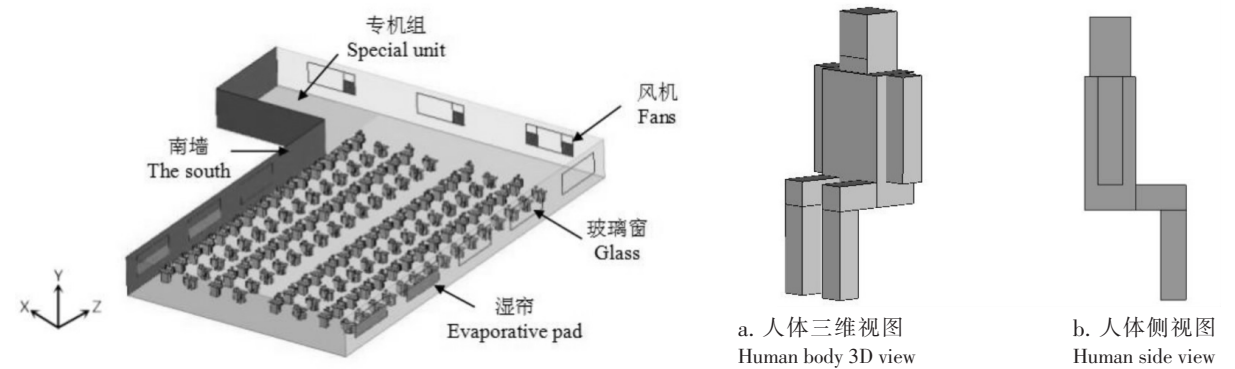 专机组
Special unit
风机
Fans
南墙
The south
玻璃窗
Glass
湿帘
Evaporative pad
Y
X
Z
a. 人体三维视图
Human body 3D view
b. 人体侧视图
Human side view